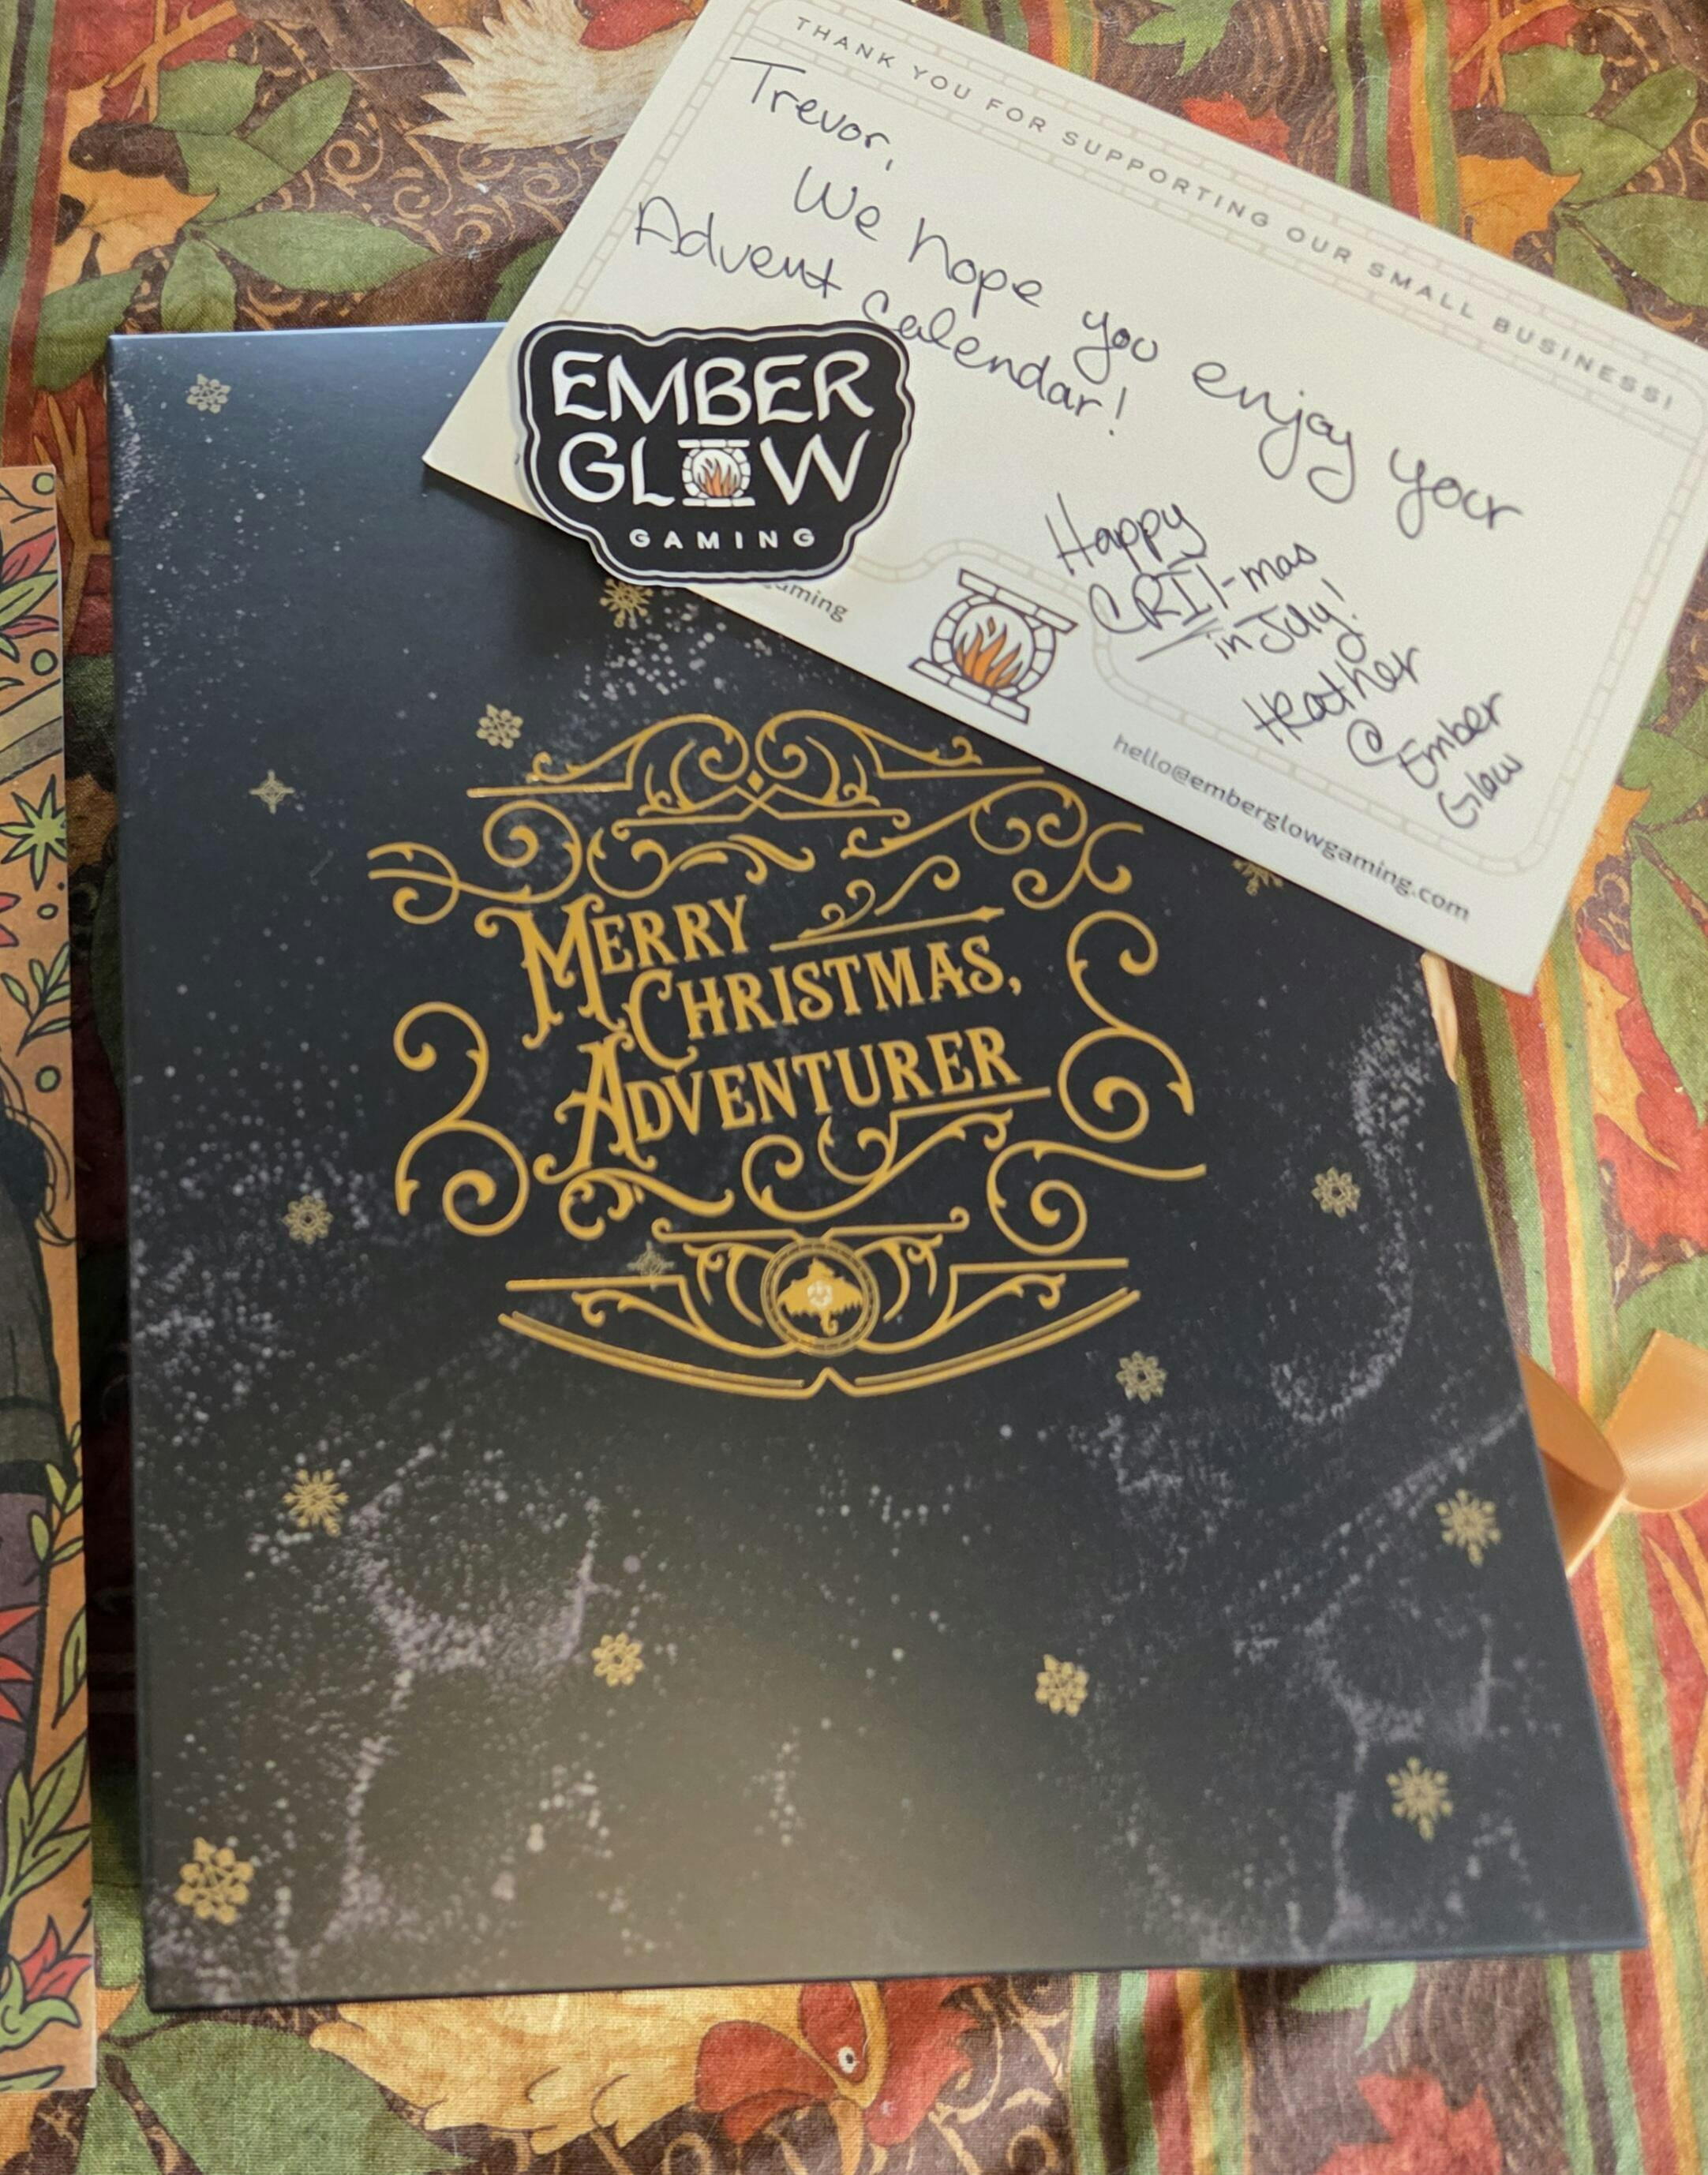 THANK YOU FOR SUPPORTING OUR SMALL BUSINESS!
Trevor,
We hope you enjoy your
Advent Calendar!
Happy
CRIT-mas
in July!
Heather
@ Ember
Glow
EMBER
GLOW
GAMING
gaming
hello@emberglowgaming.com
MERRY
CHRISTMAS,
ADVENTURER